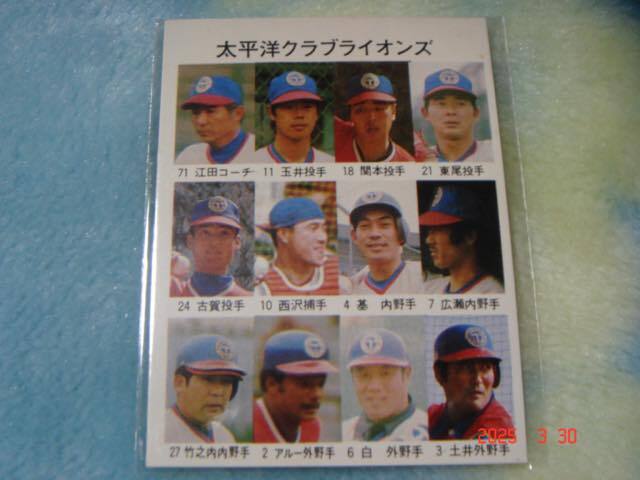 太平洋クラブライオンズ
71 江田コーチ 11 玉井投手 18 関本投手 21 東尾投手
24 古賀投手 10 西沢捕手 4 基 内野手 7 広瀬内野手
27 竹之内内野手 2 アルー外野手 6 白 外野手 3 土井外野手
2025 3 30